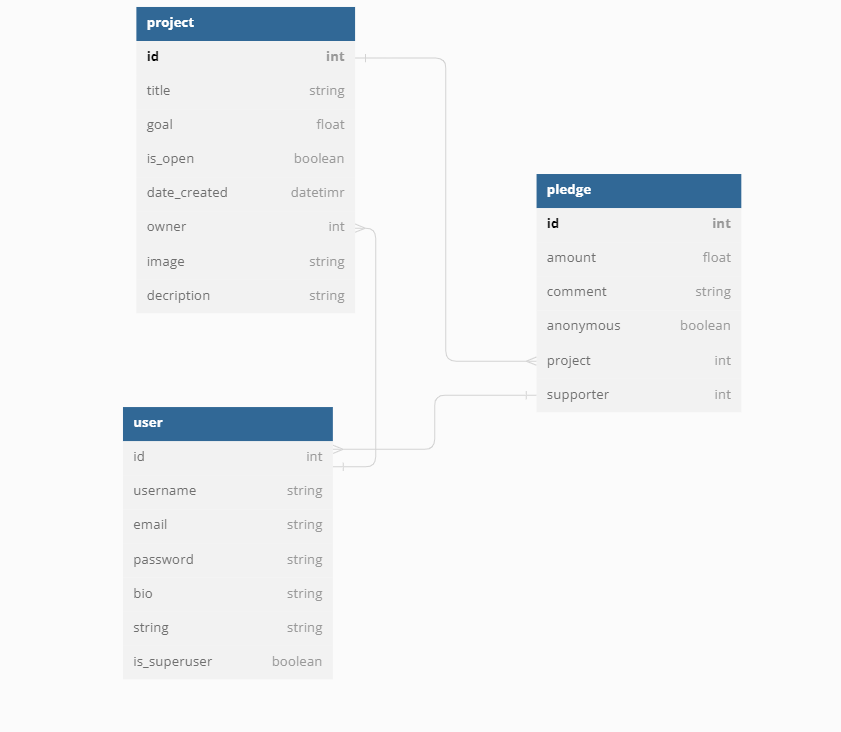 project
id int
title string
goal float
is_open boolean
date_created datetimr
owner int
image string
decription string
pledge
id int
amount float
comment string
anonymous boolean
project int
supporter int
user
id int
username string
email string
password string
bio string
string string
is_superuser boolean